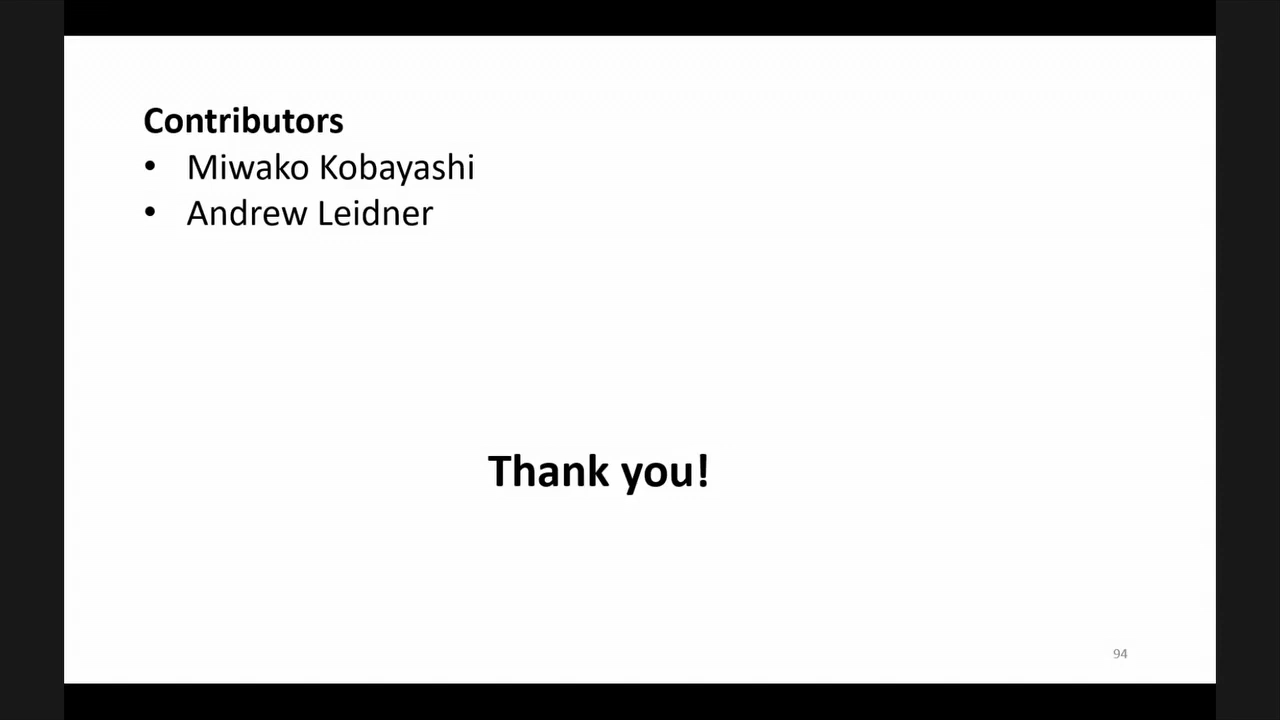 Contributors
• Miwako Kobayashi
• Andrew Leidner
Thank you!
94